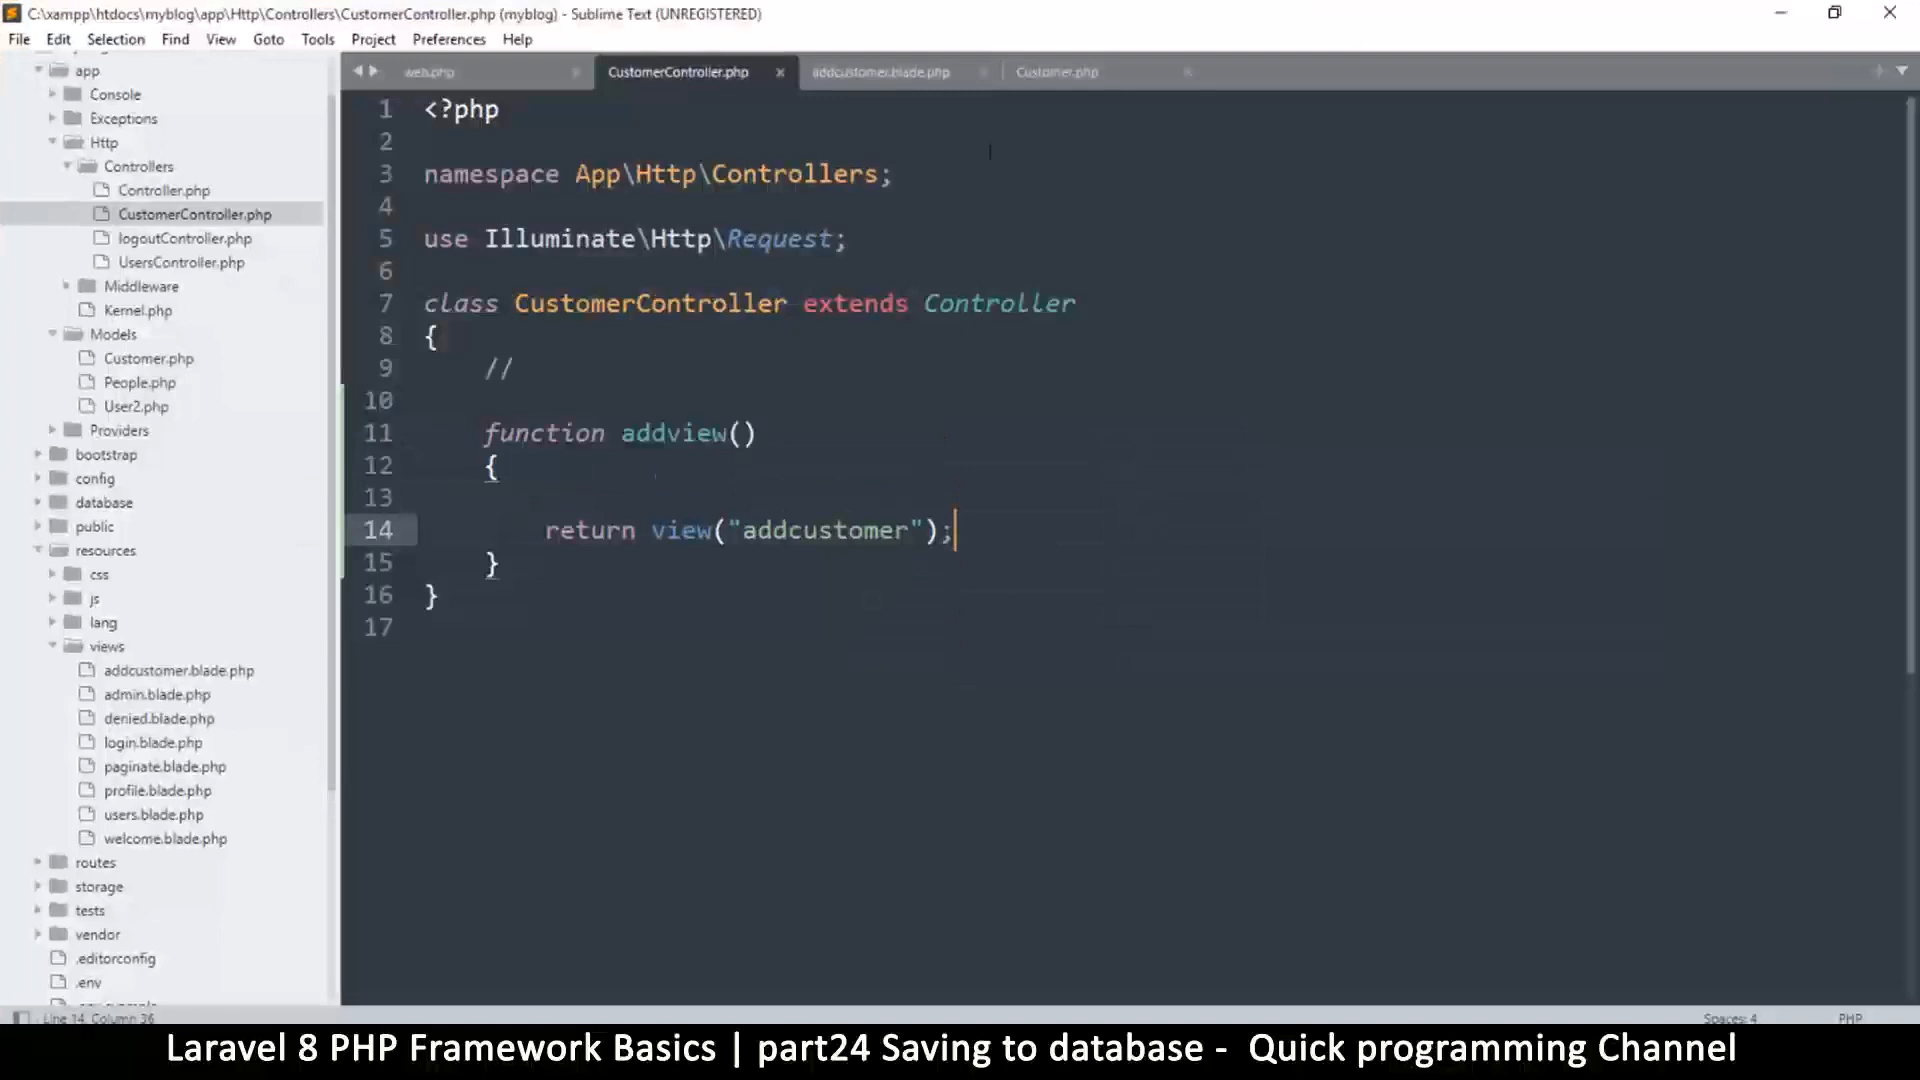 C:\xampp\htdocs\myblog\app\Http\Controllers\CustomerController.php (myblog) - Sublime Text (UNREGISTERED)
File Edit Selection Find View Goto Tools Project Preferences Help
app
Console
Exceptions
Http
Controllers
Controller.php
CustomerController.php
logoutController.php
UsersController.php
Middleware
Kernel.php
Models
Customer.php
People.php
User2.php
Providers
bootstrap
config
database
public
resources
css
js
lang
views
addcustomer.blade.php
admin.blade.php
denied.blade.php
login.blade.php
paginate.blade.php
profile.blade.php
users.blade.php
welcome.blade.php
routes
storage
tests
vendor
.editorconfig
.env
.env.example
web.php CustomerController.php addcustomer.blade.php Customer.php
1 <?php
2
3 namespace App\Http\Controllers;
4
5 use Illuminate\Http\Request;
6
7 class CustomerController extends Controller
8 {
9 //
10
11 function addview()
12 {
13
14 return view("addcustomer");
15 }
16 }
17
Line 14, Column 36 Spaces: 4 PHP
Laravel 8 PHP Framework Basics | part24 Saving to database - Quick programming Channel